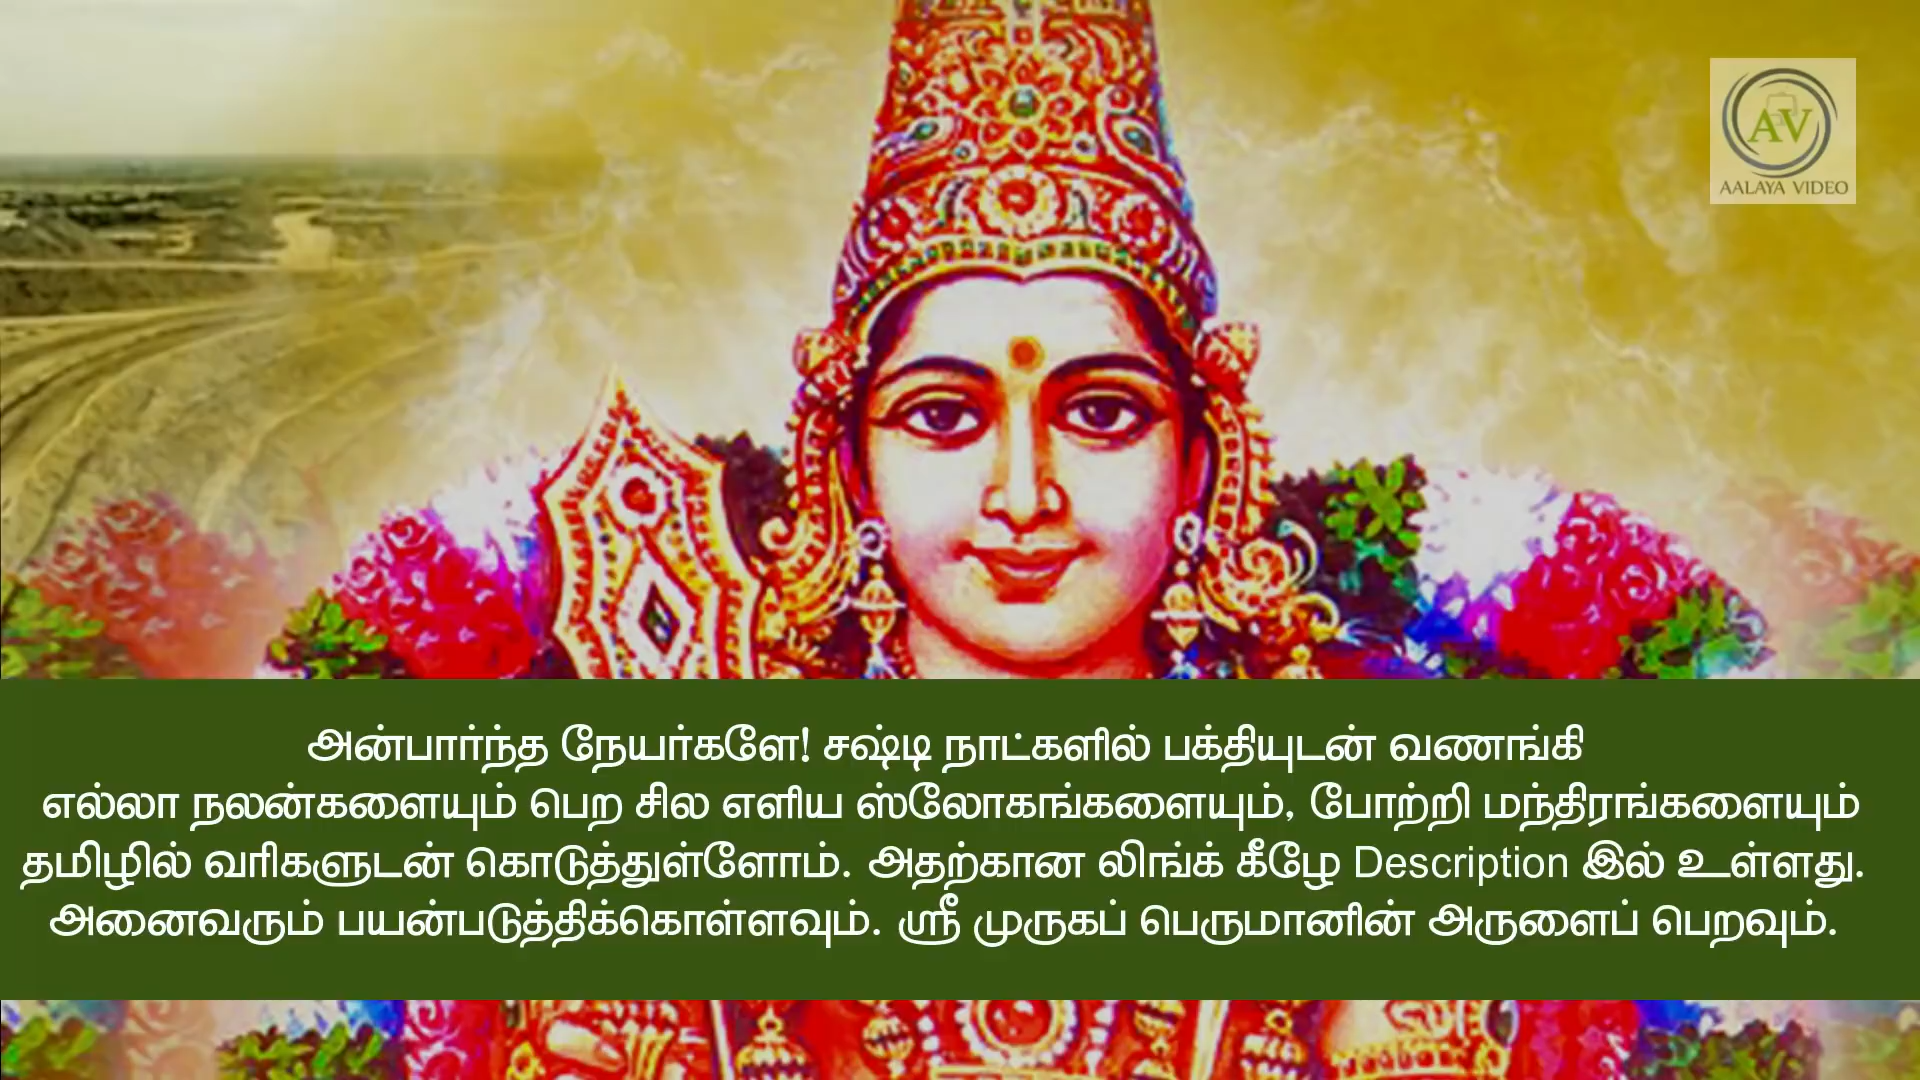 AV
AALAYA VIDEO
அன்பார்ந்த நேயர்களே! சஷ்டி நாட்களில் பக்தியுடன் வணங்கி
எல்லா நலன்களையும் பெற சில எளிய ஸ்லோகங்களையும், போற்றி மந்திரங்களையும்
தமிழில் வரிகளுடன் கொடுத்துள்ளோம். அதற்கான லிங்க் கீழே Description இல் உள்ளது.
அனைவரும் பயன்படுத்திக்கொள்ளவும். ஸ்ரீ முருகப் பெருமானின் அருளைப் பெறவும்.